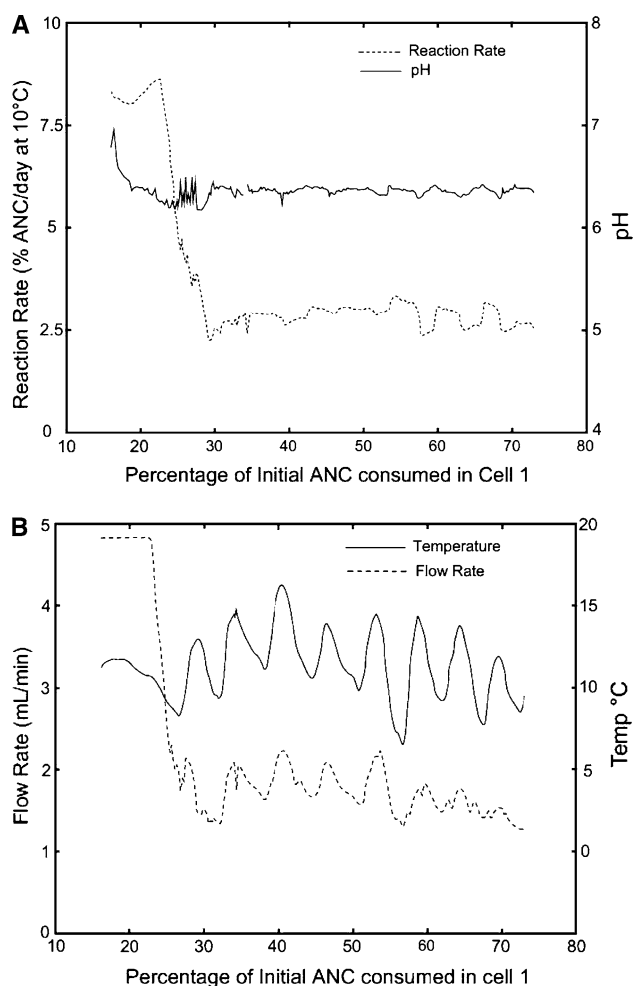 A
10
8
Reaction Rate
pH
7.5
7
Reaction Rate (% ANC/day at 10°C)
5
6
pH
2.5
5
0
4
10 20 30 40 50 60 70 80
Percentage of Initial ANC consumed in Cell 1
B
5
20
Temperature
Flow Rate
4
15
Flow Rate (mL/min)
3
10
Temp °C
2
5
1
0
0
10 20 30 40 50 60 70 80
Percentage of Initial ANC consumed in cell 1